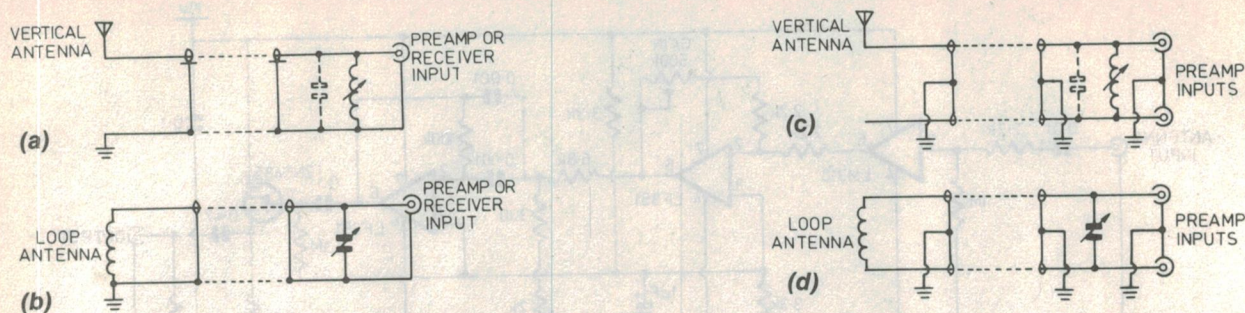 VERTICAL
ANTENNA
PREAMP OR
RECEIVER
INPUT
(a)
LOOP
ANTENNA
PREAMP OR
RECEIVER
INPUT
(b)
VERTICAL
ANTENNA
PREAMP
INPUTS
(c)
LOOP
ANTENNA
PREAMP
INPUTS
(d)